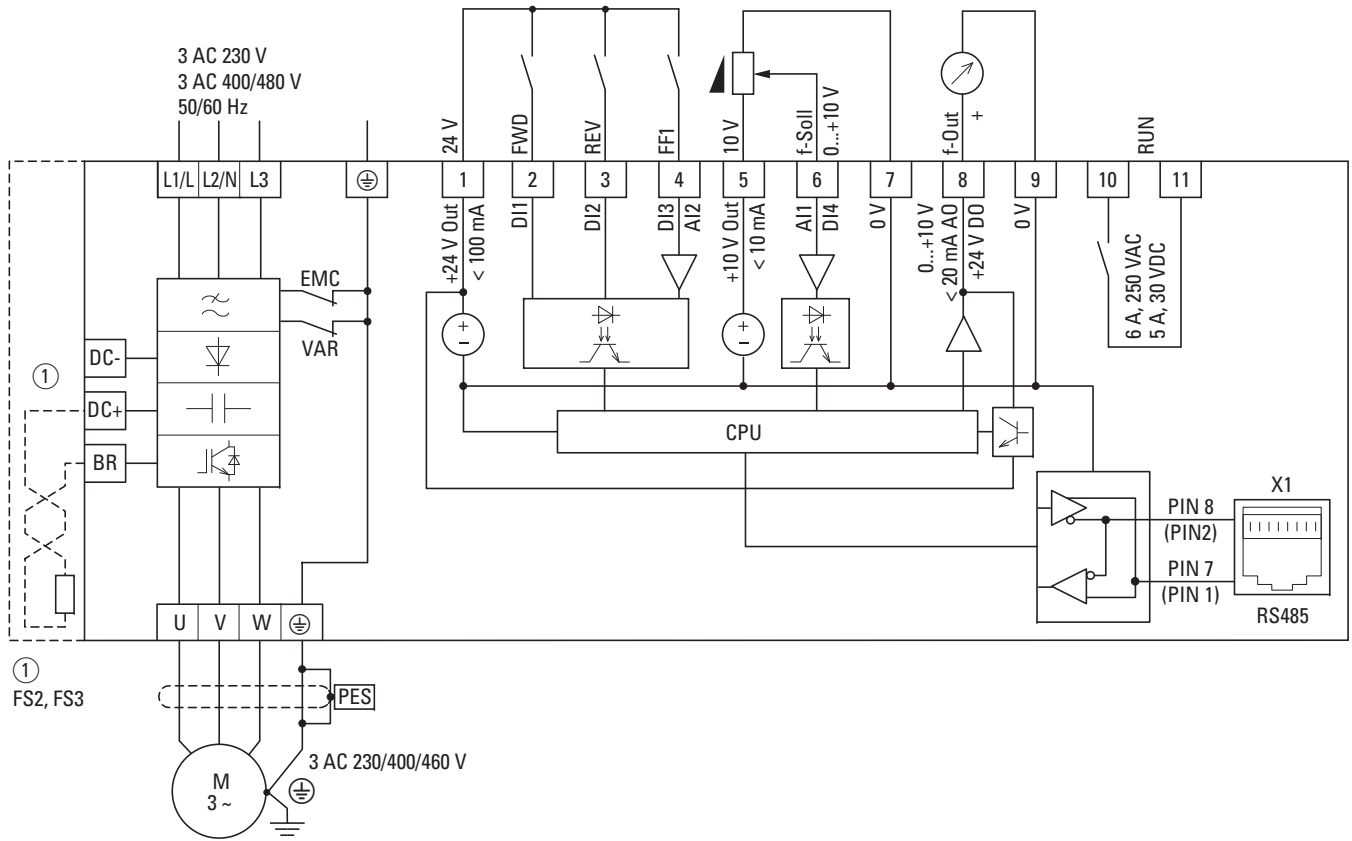 3 AC 230 V
3 AC 400/480 V
50/60 Hz
24 V
FWD
REV
FF1
10 V
f-Soll
0...+10 V
f-Out
+
RUN
L1/L L2/N L3
1 2 3 4 5 6 7 8 9 10 11
+24 V Out
< 100 mA
DI1
DI2
DI3
AI2
+10 V Out
< 10 mA
AI1
DI4
0 V
0...+10 V
< 20 mA AO
+24 V DO
0 V
6 A, 250 VAC
5 A, 30 VDC
EMC
VAR
+
-
+
-
DC-
1
DC+
BR
CPU
X1
PIN 8
(PIN2)
PIN 7
(PIN 1)
RS485
U V W
1
FS2, FS3
PES
3 AC 230/400/460 V
M
3 ~